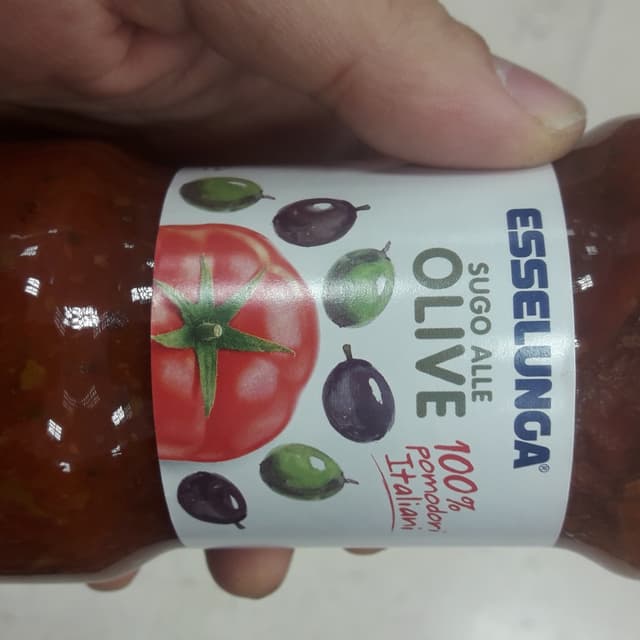 ESSELUNGA®
SUGO ALLE
OLIVE
100%
Pomodori
Italiani